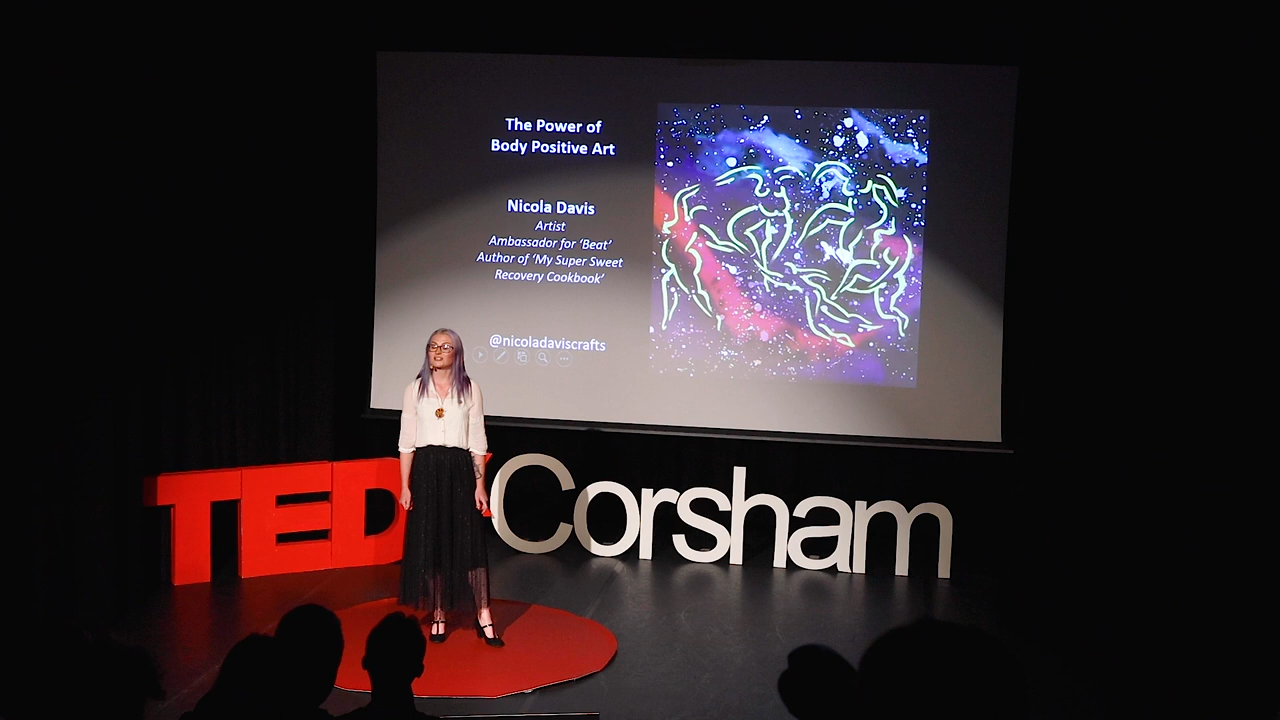 The Power of
Body Positive Art
Nicola Davis
Artist
Ambassador for 'Beat'
Author of 'My Super Sweet
Recovery Cookbook'
@nicoladaviscrafts
TEDx Corsham